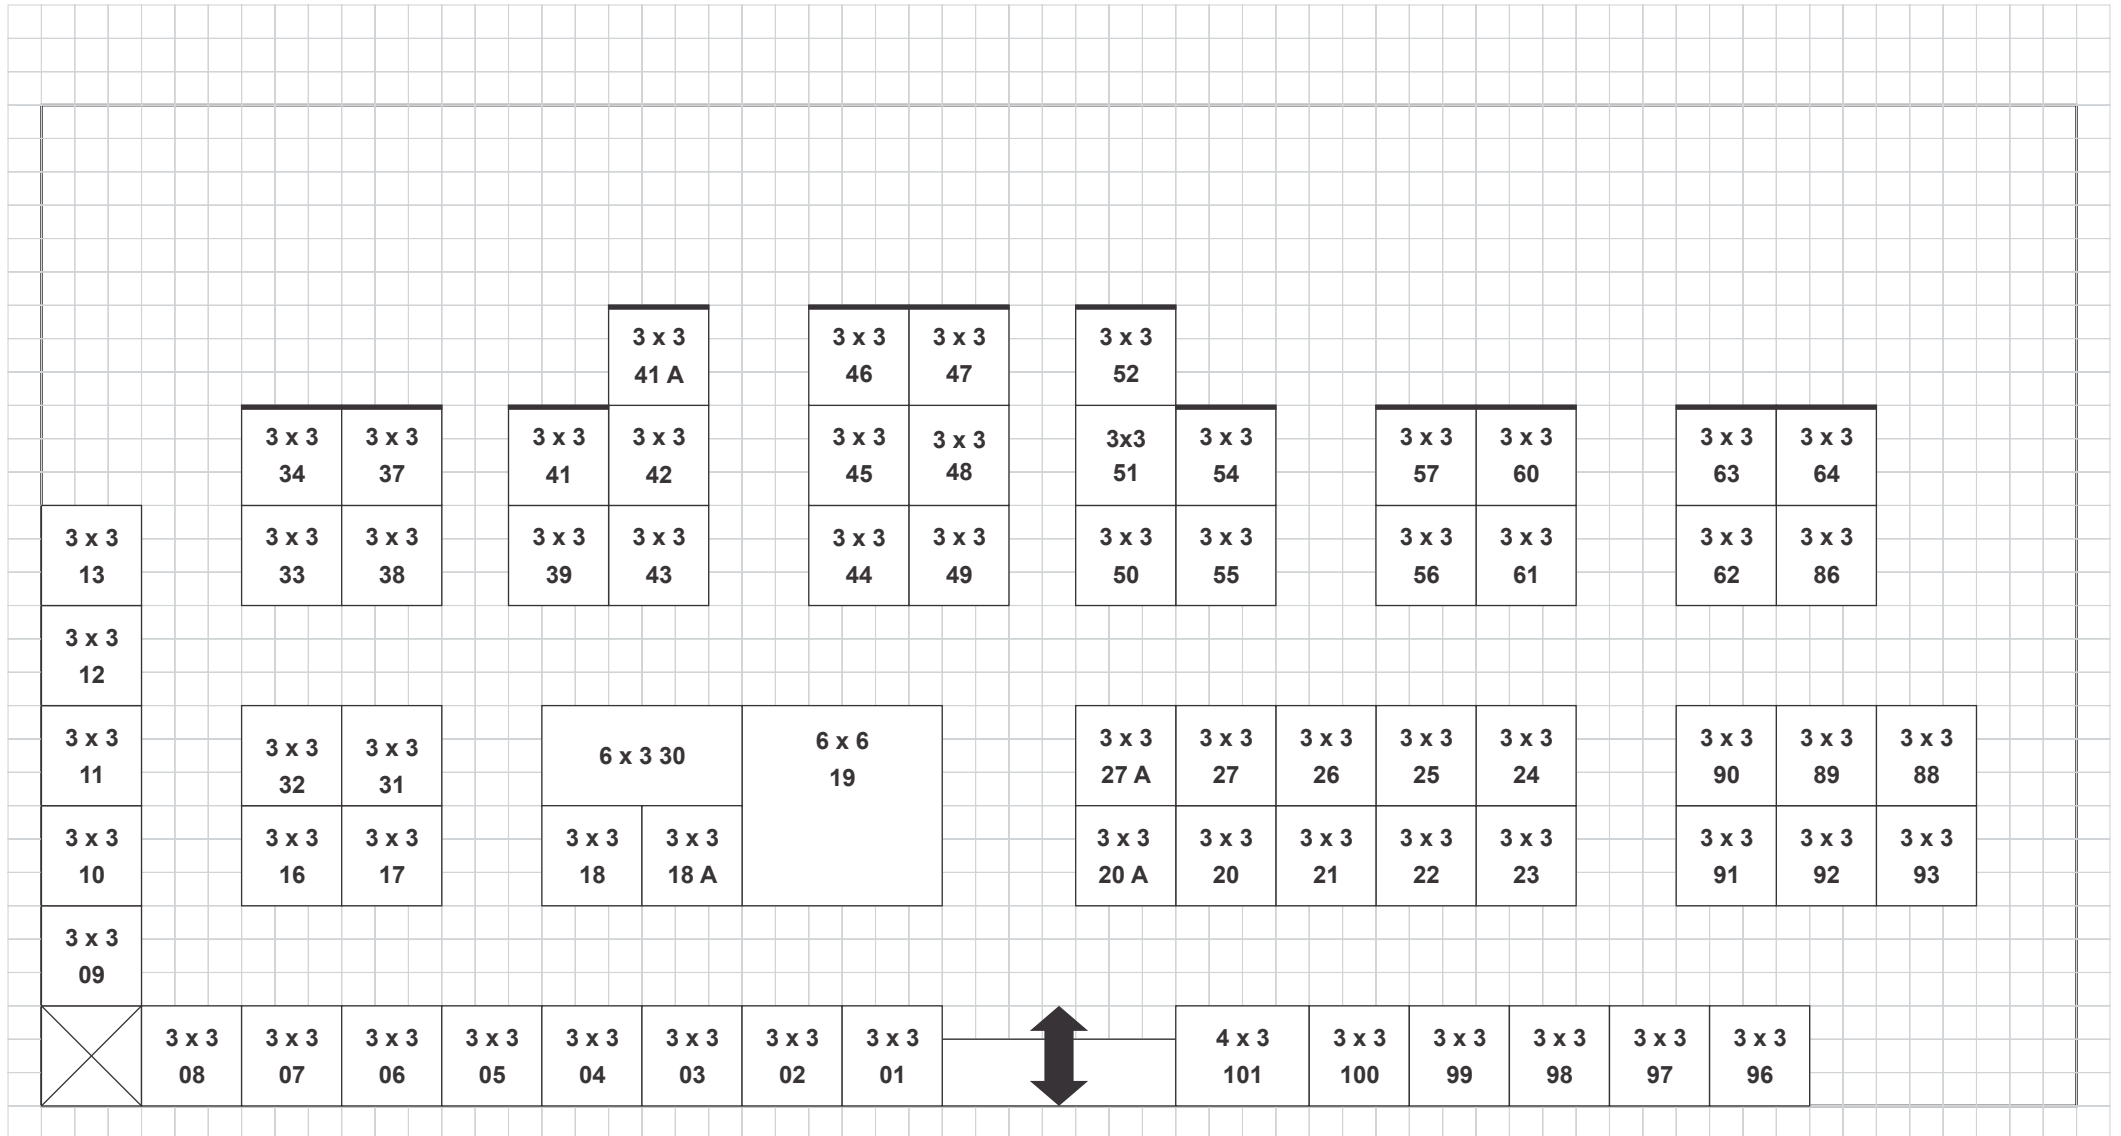 3 x 3
41 A
3 x 3
46
3 x 3
47
3 x 3
52
3 x 3
34
3 x 3
37
3 x 3
41
3 x 3
42
3 x 3
45
3 x 3
48
3x3
51
3 x 3
54
3 x 3
57
3 x 3
60
3 x 3
63
3 x 3
64
3 x 3
13
3 x 3
33
3 x 3
38
3 x 3
39
3 x 3
43
3 x 3
44
3 x 3
49
3 x 3
50
3 x 3
55
3 x 3
56
3 x 3
61
3 x 3
62
3 x 3
86
3 x 3
12
3 x 3
11
3 x 3
32
3 x 3
31
6 x 3 30
6 x 6
19
3 x 3
27 A
3 x 3
27
3 x 3
26
3 x 3
25
3 x 3
24
3 x 3
90
3 x 3
89
3 x 3
88
3 x 3
10
3 x 3
16
3 x 3
17
3 x 3
18
3 x 3
18 A
3 x 3
20 A
3 x 3
20
3 x 3
21
3 x 3
22
3 x 3
23
3 x 3
91
3 x 3
92
3 x 3
93
3 x 3
09
3 x 3
08
3 x 3
07
3 x 3
06
3 x 3
05
3 x 3
04
3 x 3
03
3 x 3
02
3 x 3
01
4 x 3
101
3 x 3
100
3 x 3
99
3 x 3
98
3 x 3
97
3 x 3
96